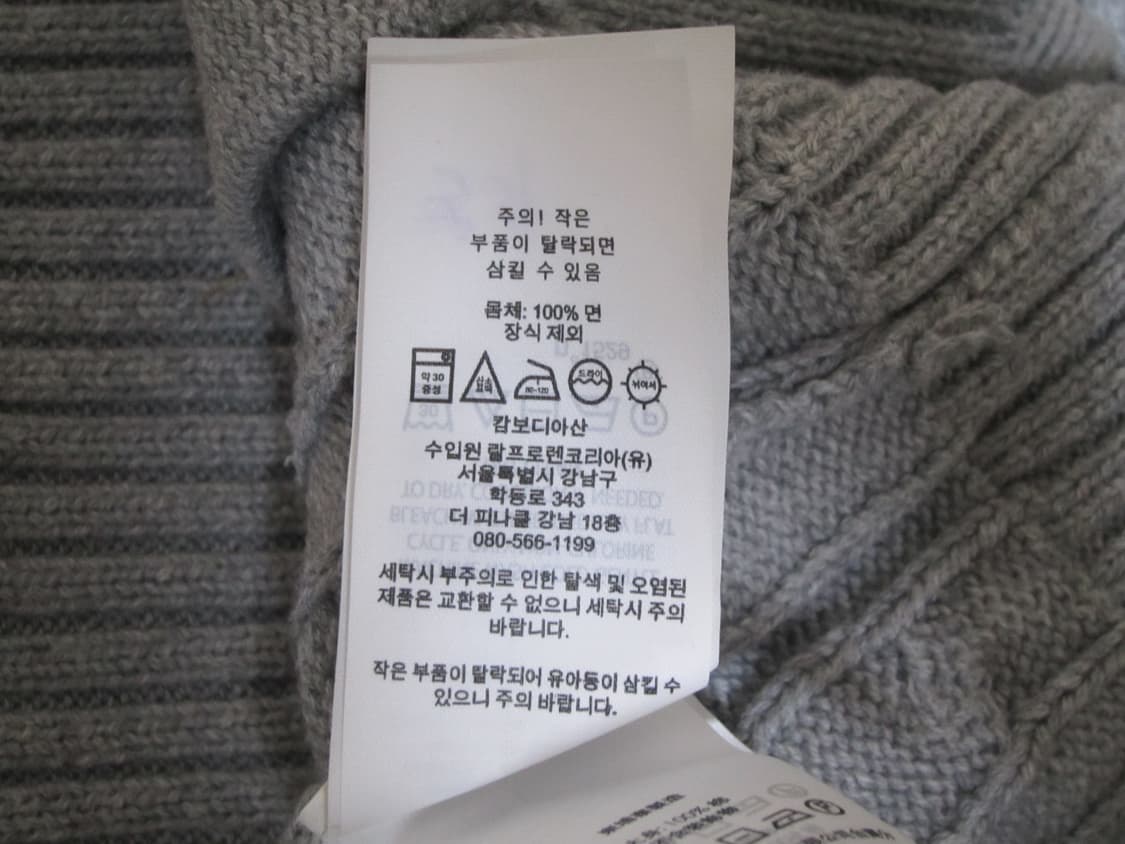 주의! 작은
부품이 탈락되면
삼킬 수 있음
몸체: 100% 면
장식 제외
약 30
중성
산소
표백
80~120
드라이
뉘여서
캄보디아산
수입원 랄프로렌코리아(유)
서울특별시 강남구
학동로 343
더 피나클 강남 18층
080-566-1199
세탁시 부주의로 인한 탈색 및 오염된
제품은 교환할 수 없으니 세탁시 주의
바랍니다.
작은 부품이 탈락되어 유아등이 삼킬 수
있으니 주의 바랍니다.